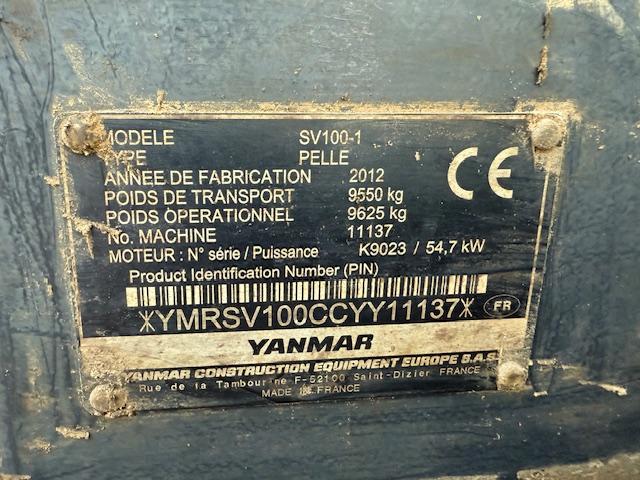 MODELE SV100-1
TYPE PELLE
ANNEE DE FABRICATION 2012
POIDS DE TRANSPORT 9550 kg
POIDS OPERATIONNEL 9625 kg
No. MACHINE 11137
MOTEUR : N° série / Puissance K9023 / 54,7 kW
Product Identification Number (PIN)
CE
*YMRSV100CCYY11137*
FR
YANMAR
YANMAR CONSTRUCTION EQUIPMENT EUROPE S.A.S.
Rue de la Tambourine F-52100 Saint-Dizier FRANCE
MADE IN FRANCE